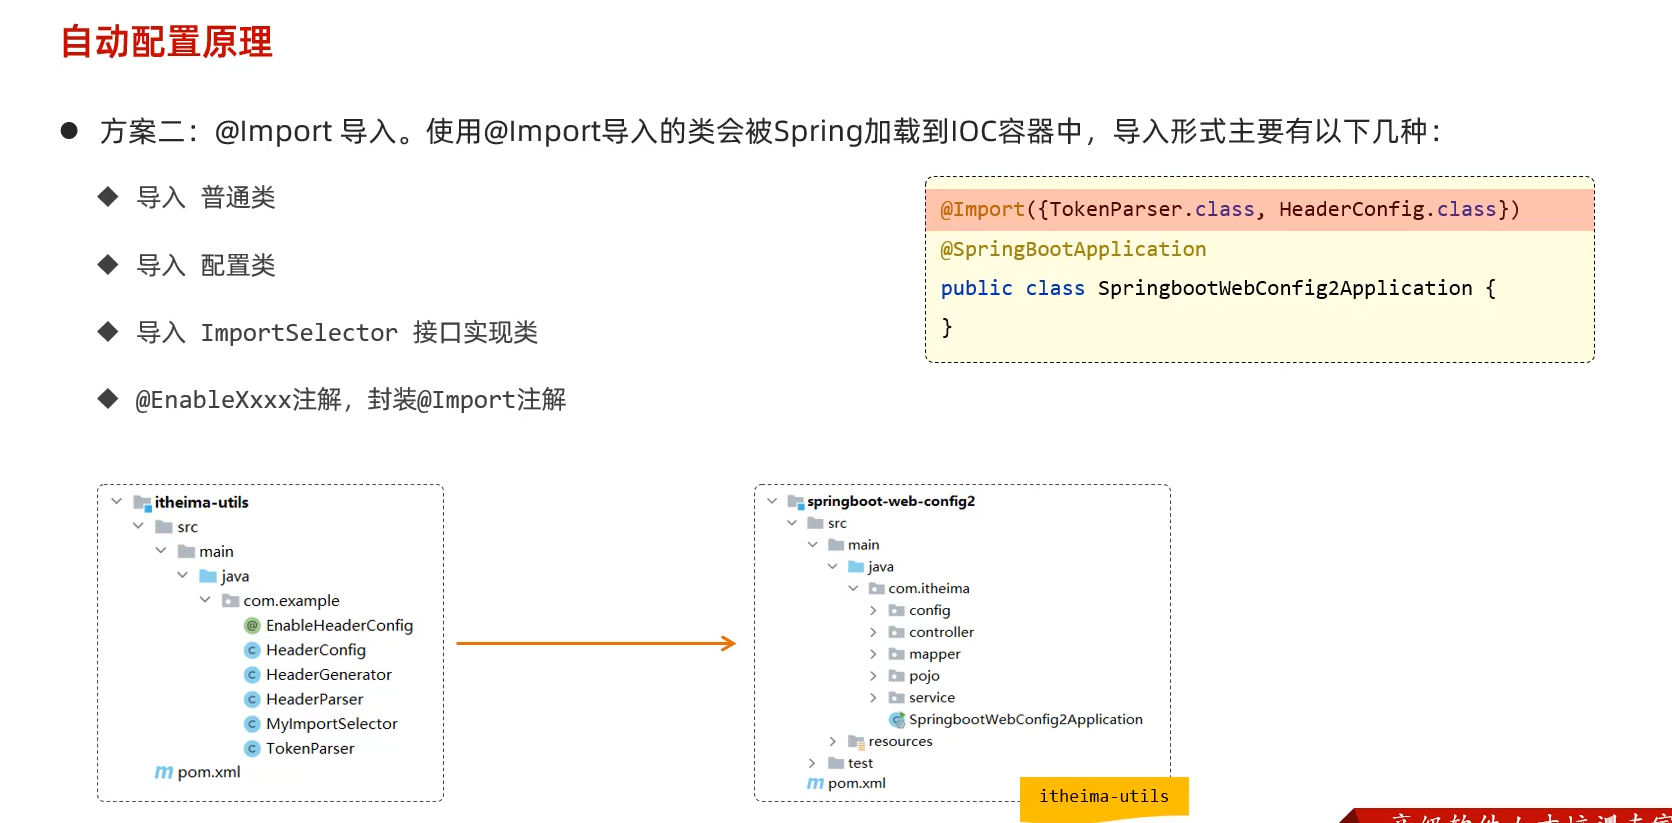 自动配置原理
方案二：@Import 导入。使用@Import导入的类会被Spring加载到IOC容器中，导入形式主要有以下几种：
导入 普通类
导入 配置类
导入 ImportSelector 接口实现类
@EnableXxxx注解，封装@Import注解
@Import({TokenParser.class, HeaderConfig.class})
@SpringBootApplication
public class SpringbootWebConfig2Application {
}
itheima-utils
src
main
java
com.example
EnableHeaderConfig
HeaderConfig
HeaderGenerator
HeaderParser
MyImportSelector
TokenParser
pom.xml
springboot-web-config2
src
main
java
com.itheima
config
controller
mapper
pojo
service
SpringbootWebConfig2Application
resources
test
pom.xml
itheima-utils